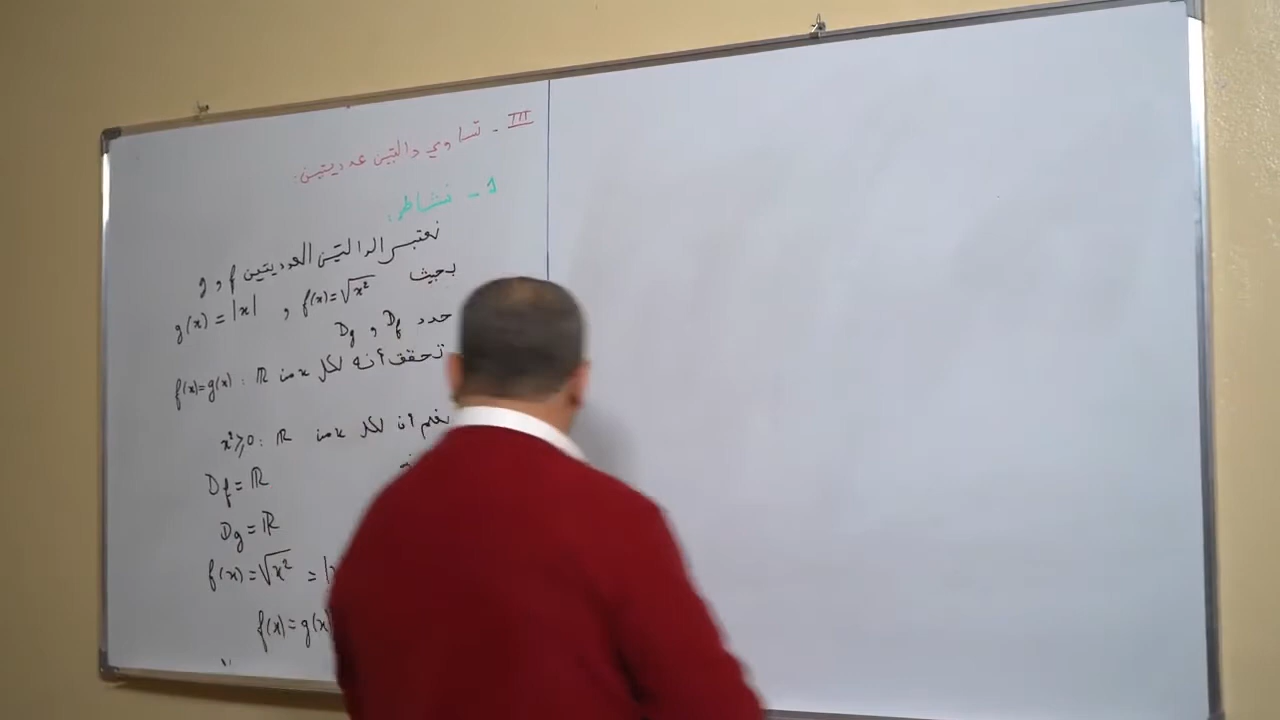 III - تساوي دالتين عدديتين:
1 - نشاط:
نعتبر الدالتين العدديتين f و g
بحيث f(x)=√x² , g(x)=|x|
حدد Df و Dg
تحقق أنه لكل x من ℝ : f(x)=g(x)
نعلم أن لكل x من ℝ : x²≥0
Df=ℝ
Dg=ℝ
f(x)=√x² =
f(x)=g(x)